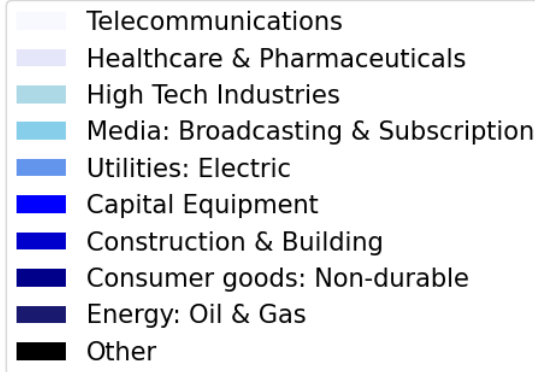 Telecommunications
Healthcare & Pharmaceuticals
High Tech Industries
Media: Broadcasting & Subscription
Utilities: Electric
Capital Equipment
Construction & Building
Consumer goods: Non-durable
Energy: Oil & Gas
Other